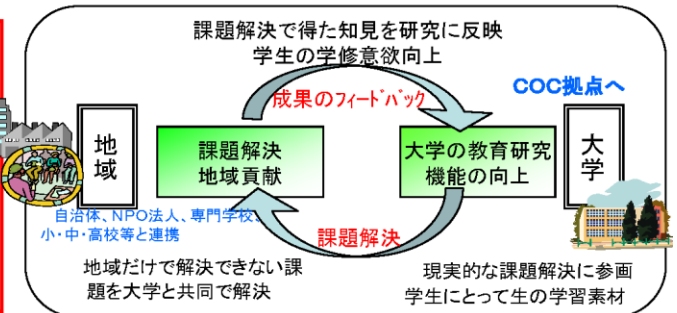 課題解決で得た知見を研究に反映
学生の学修意欲向上
成果のフィードバック
COC拠点へ
地域
課題解決
地域貢献
大学の教育研究
機能の向上
大学
自治体、NPO法人、専門学校、
小・中・高校等と連携
課題解決
地域だけで解決できない課
題を大学と共同で解決
現実的な課題解決に参画
学生にとって生の学習素材